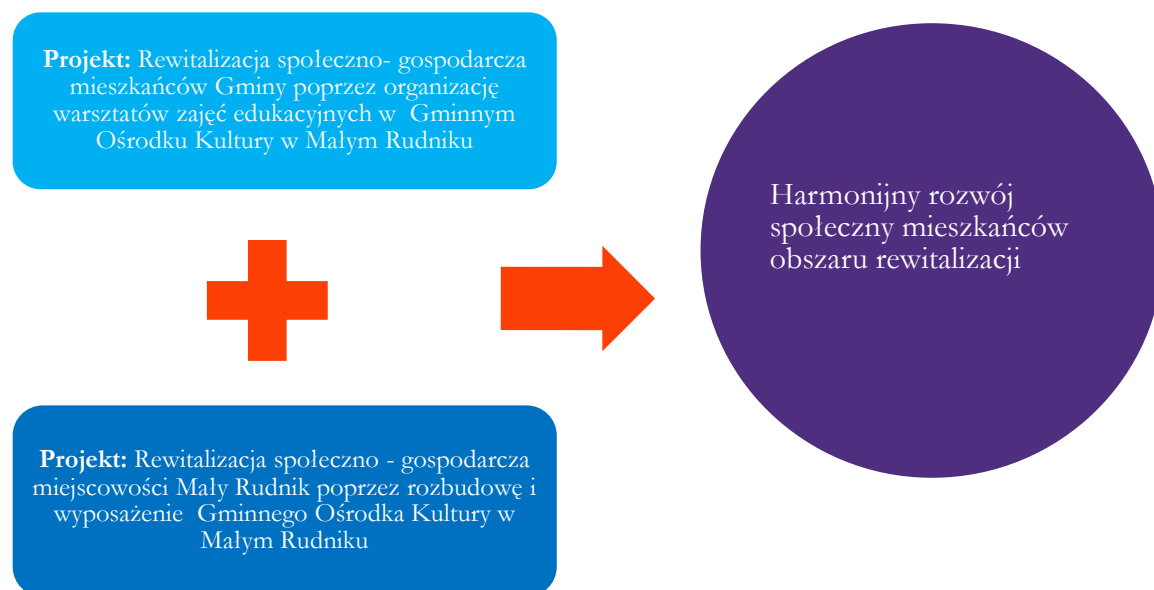 Projekt: Rewitalizacja społeczno- gospodarcza
mieszkańców Gminy poprzez organizację
warsztatów zajęć edukacyjnych w  Gminnym
Ośrodku Kultury w Małym Rudniku
Projekt: Rewitalizacja społeczno - gospodarcza
miejscowości Mały Rudnik poprzez rozbudowę i
wyposażenie  Gminnego Ośrodka Kultury w
Małym Rudniku
Harmonijny rozwój
społeczny mieszkańców
obszaru rewitalizacji